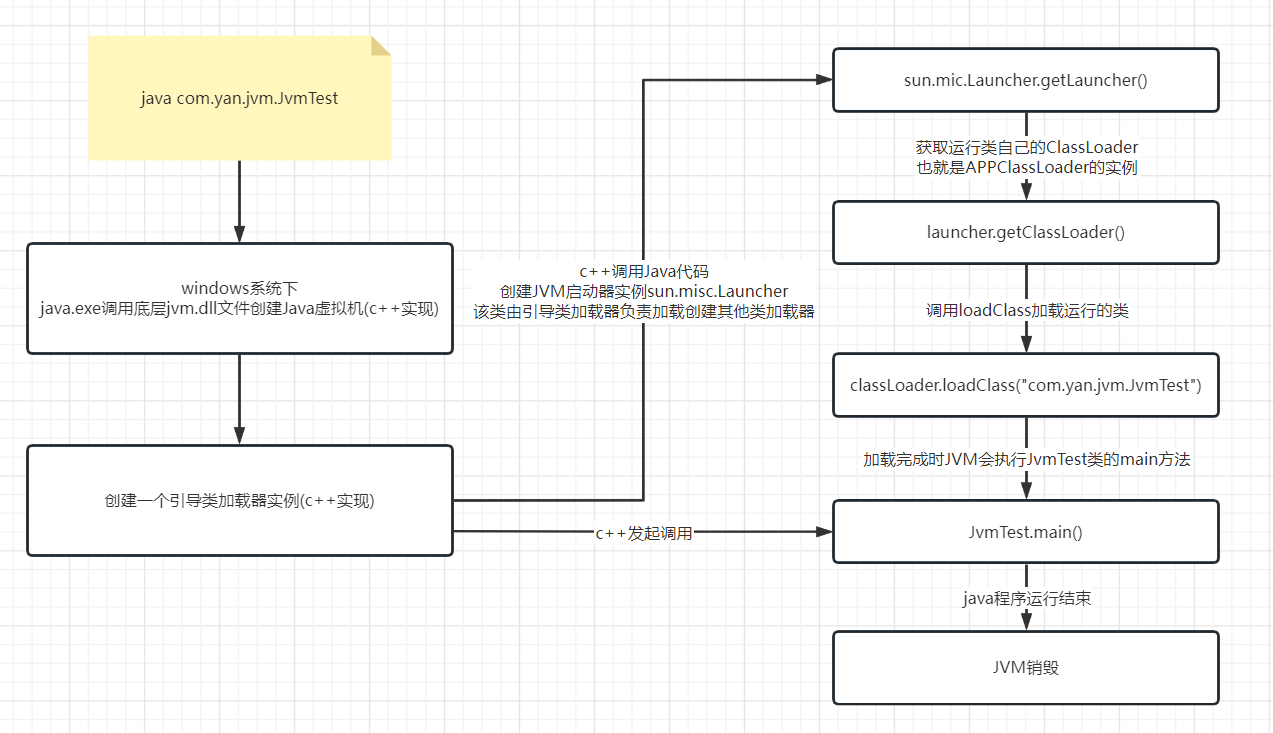 java com.yan.jvm.JvmTest
windows系统下
java.exe调用底层jvm.dll文件创建Java虚拟机(c++实现)
创建一个引导类加载器实例(c++实现)
c++调用Java代码
创建JVM启动器实例sun.misc.Launcher
该类由引导类加载器负责加载创建其他类加载器
c++发起调用
sun.mic.Launcher.getLauncher()
获取运行类自己的ClassLoader
也就是APPClassLoader的实例
launcher.getClassLoader()
调用loadClass加载运行的类
classLoader.loadClass("com.yan.jvm.JvmTest")
加载完成时JVM会执行JvmTest类的main方法
JvmTest.main()
java程序运行结束
JVM销毁